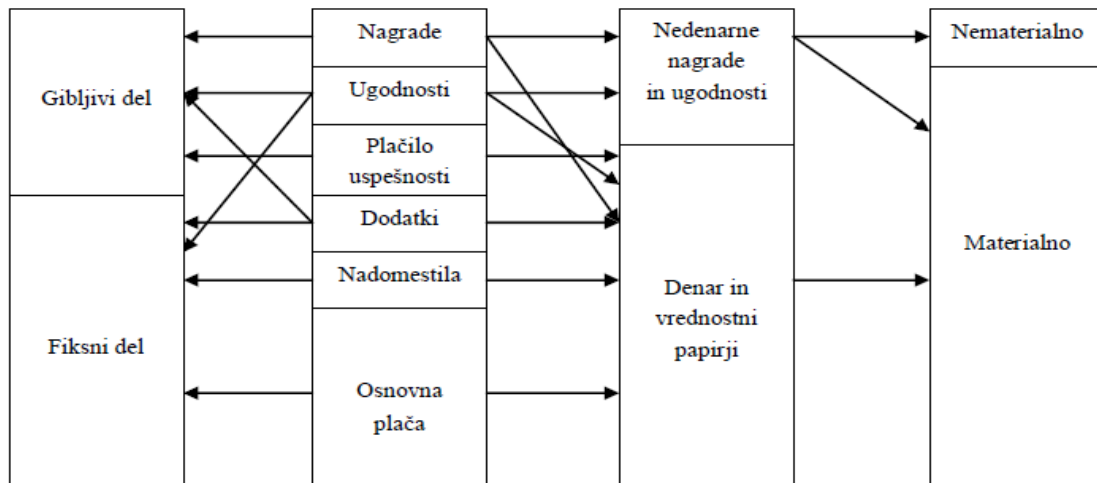 Gibljivi del
Fiksni del
Nagrade
Ugodnosti
Plačilo
uspešnosti
Dodatki
Nadomestila
Osnovna
plača
Nedenarne
nagrade
in ugodnosti
Denar in
vrednostni
papirji
Nematerialno
Materialno